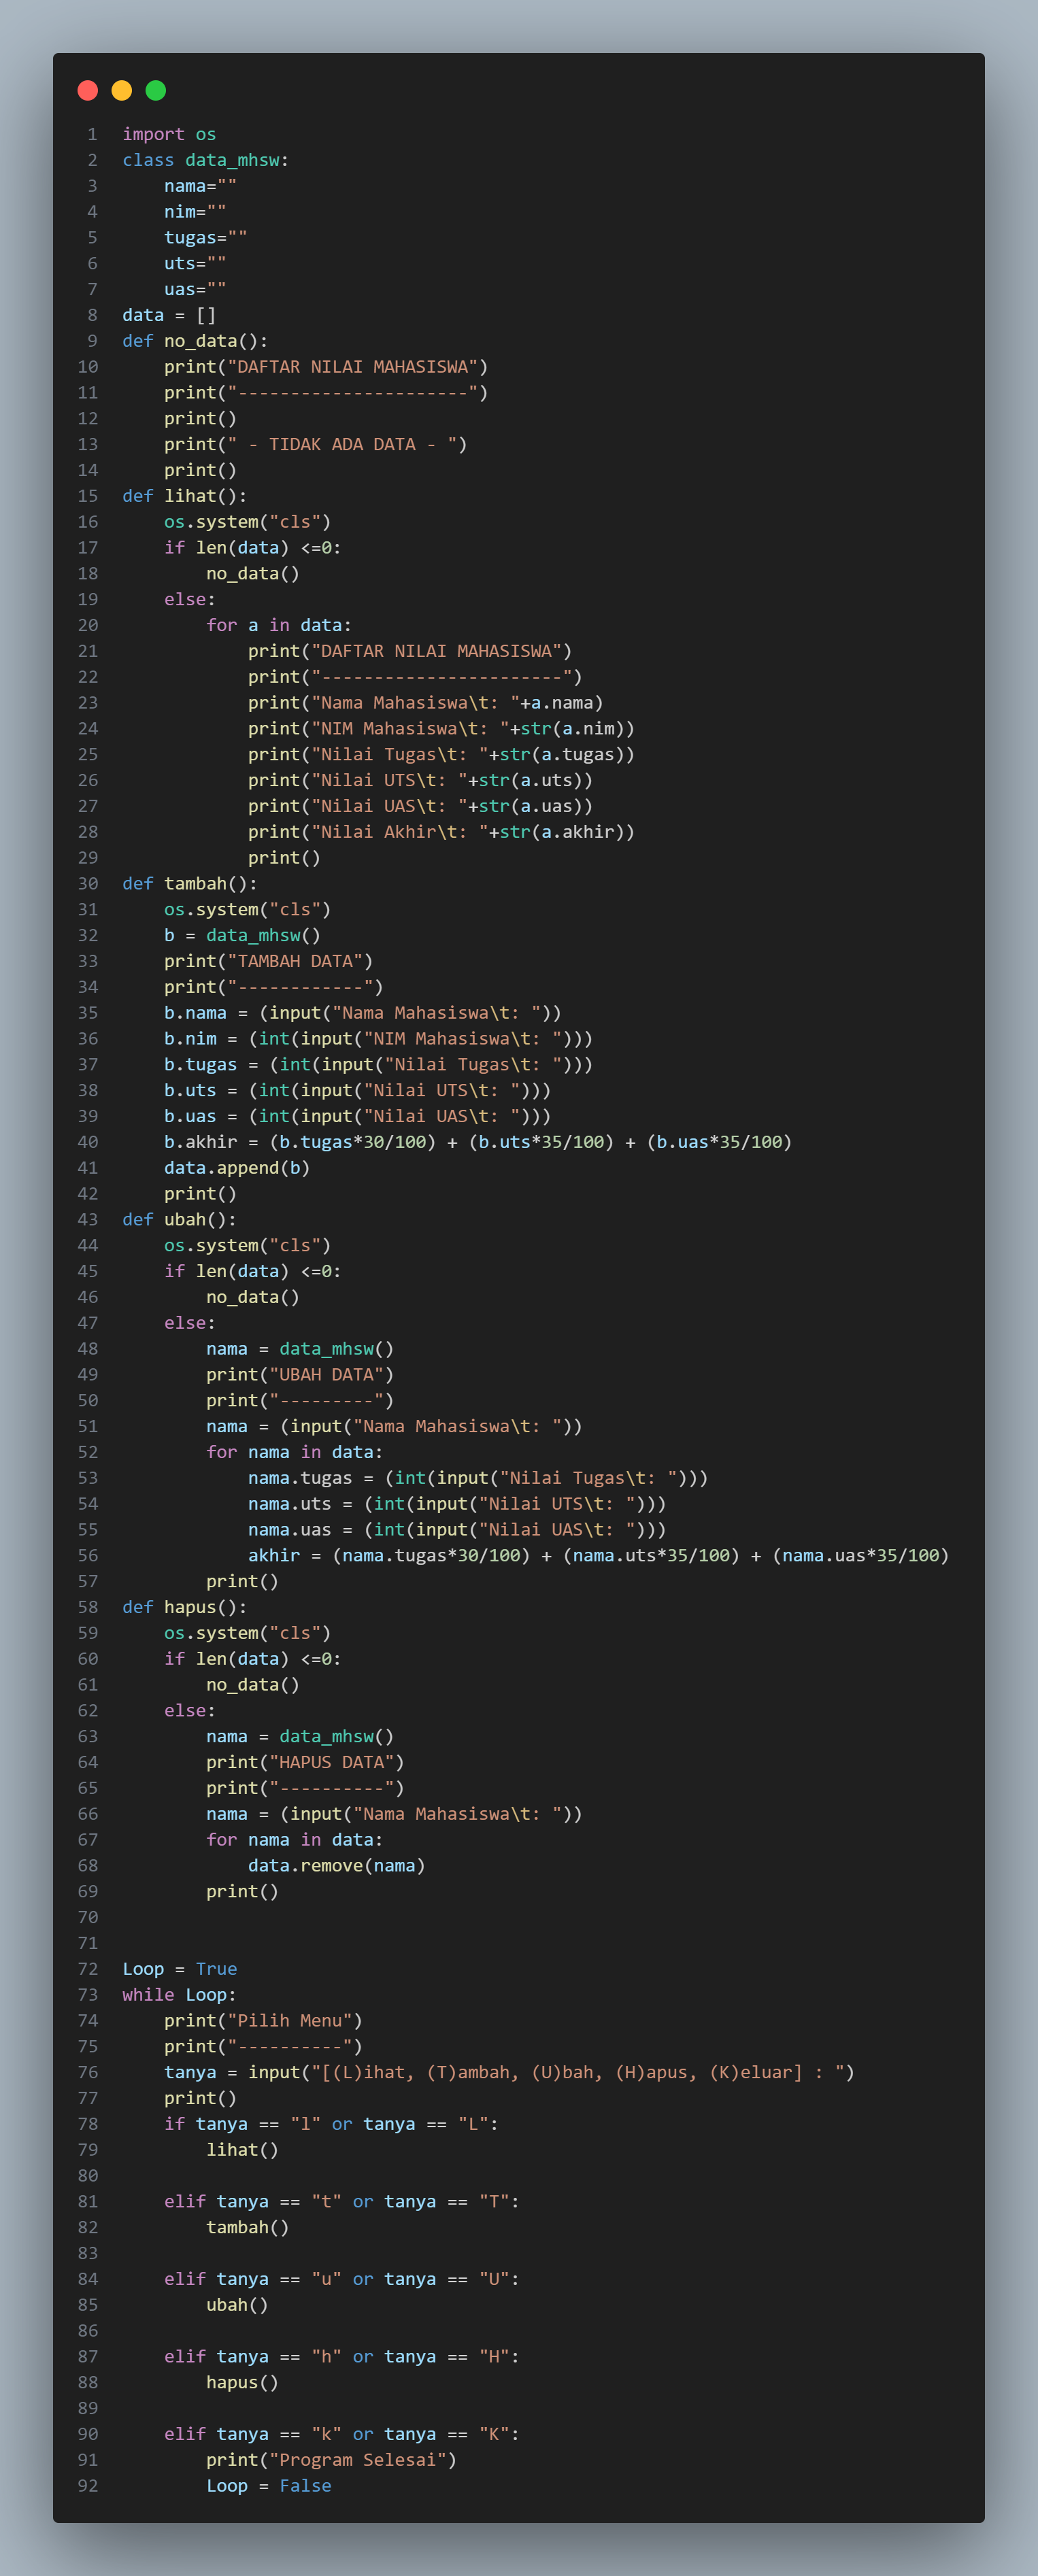 1 import os
2 class data_mhsw:
3     nama=""
4     nim=""
5     tugas=""
6     uts=""
7     uas=""
8 data = []
9 def no_data():
10     print("DAFTAR NILAI MAHASISWA")
11     print("----------------------")
12     print()
13     print(" - TIDAK ADA DATA - ")
14     print()
15 def lihat():
16     os.system("cls")
17     if len(data) <=0:
18         no_data()
19     else:
20         for a in data:
21             print("DAFTAR NILAI MAHASISWA")
22             print("-----------------------")
23             print("Nama Mahasiswa\t: "+a.nama)
24             print("NIM Mahasiswa\t: "+str(a.nim))
25             print("Nilai Tugas\t: "+str(a.tugas))
26             print("Nilai UTS\t: "+str(a.uts))
27             print("Nilai UAS\t: "+str(a.uas))
28             print("Nilai Akhir\t: "+str(a.akhir))
29             print()
30 def tambah():
31     os.system("cls")
32     b = data_mhsw()
33     print("TAMBAH DATA")
34     print("------------")
35     b.nama = (input("Nama Mahasiswa\t: "))
36     b.nim = (int(input("NIM Mahasiswa\t: ")))
37     b.tugas = (int(input("Nilai Tugas\t: ")))
38     b.uts = (int(input("Nilai UTS\t: ")))
39     b.uas = (int(input("Nilai UAS\t: ")))
40     b.akhir = (b.tugas*30/100) + (b.uts*35/100) + (b.uas*35/100)
41     data.append(b)
42     print()
43 def ubah():
44     os.system("cls")
45     if len(data) <=0:
46         no_data()
47     else:
48         nama = data_mhsw()
49         print("UBAH DATA")
50         print("---------")
51         nama = (input("Nama Mahasiswa\t: "))
52         for nama in data:
53             nama.tugas = (int(input("Nilai Tugas\t: ")))
54             nama.uts = (int(input("Nilai UTS\t: ")))
55             nama.uas = (int(input("Nilai UAS\t: ")))
56             akhir = (nama.tugas*30/100) + (nama.uts*35/100) + (nama.uas*35/100)
57         print()
58 def hapus():
59     os.system("cls")
60     if len(data) <=0:
61         no_data()
62     else:
63         nama = data_mhsw()
64         print("HAPUS DATA")
65         print("----------")
66         nama = (input("Nama Mahasiswa\t: "))
67         for nama in data:
68             data.remove(nama)
69         print()
70
71
72 Loop = True
73 while Loop:
74     print("Pilih Menu")
75     print("----------")
76     tanya = input("[(L)ihat, (T)ambah, (U)bah, (H)apus, (K)eluar] : ")
77     print()
78     if tanya == "l" or tanya == "L":
79         lihat()
80
81     elif tanya == "t" or tanya == "T":
82         tambah()
83
84     elif tanya == "u" or tanya == "U":
85         ubah()
86
87     elif tanya == "h" or tanya == "H":
88         hapus()
89
90     elif tanya == "k" or tanya == "K":
91         print("Program Selesai")
92         Loop = False